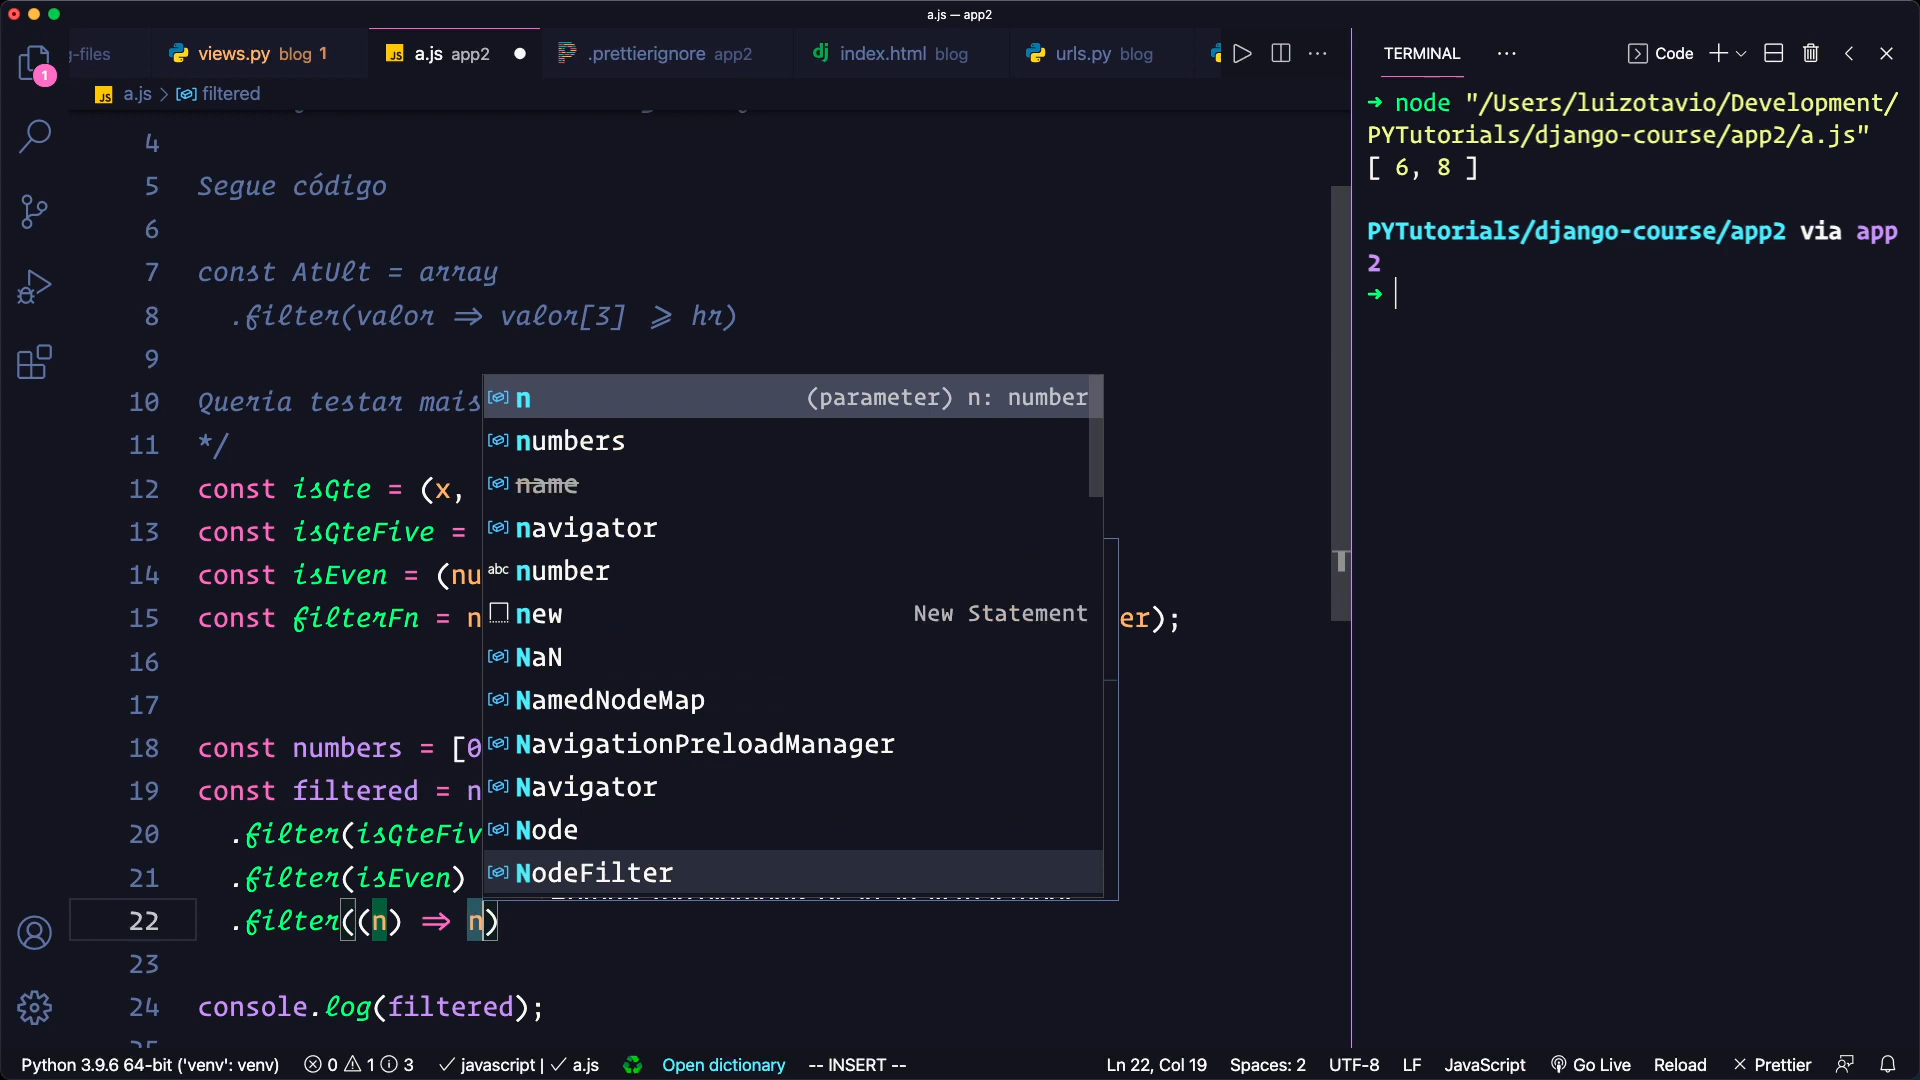 a.js — app2
g-files
views.py blog 1
a.js app2
.prettierignore app2
index.html blog
urls.py blog
a.js > filtered
4
5 Segue código
6
7 const AtUlt = array
8 .filter(valor => valor[3] >= hr)
9
10 Queria testar mais
11 */
12 const isGte = (x,
13 const isGteFive =
14 const isEven = (nu
15 const filterFn = n er);
16
17
18 const numbers = [0
19 const filtered = n
20 .filter(isGteFiv
21 .filter(isEven)
22 .filter((n) => n)
23
24 console.log(filtered);
25
n (parameter) n: number
numbers
name
navigator
abc number
new New Statement
NaN
NamedNodeMap
NavigationPreloadManager
Navigator
Node
NodeFilter
TERMINAL Code
→ node "/Users/luizotavio/Development/
PYTutorials/django-course/app2/a.js"
[ 6, 8 ]
PYTutorials/django-course/app2 via app
2
→
1
Python 3.9.6 64-bit ('venv': venv) 0 1 3 javascript | a.js Open dictionary -- INSERT -- Ln 22, Col 19 Spaces: 2 UTF-8 LF JavaScript Go Live Reload Prettier